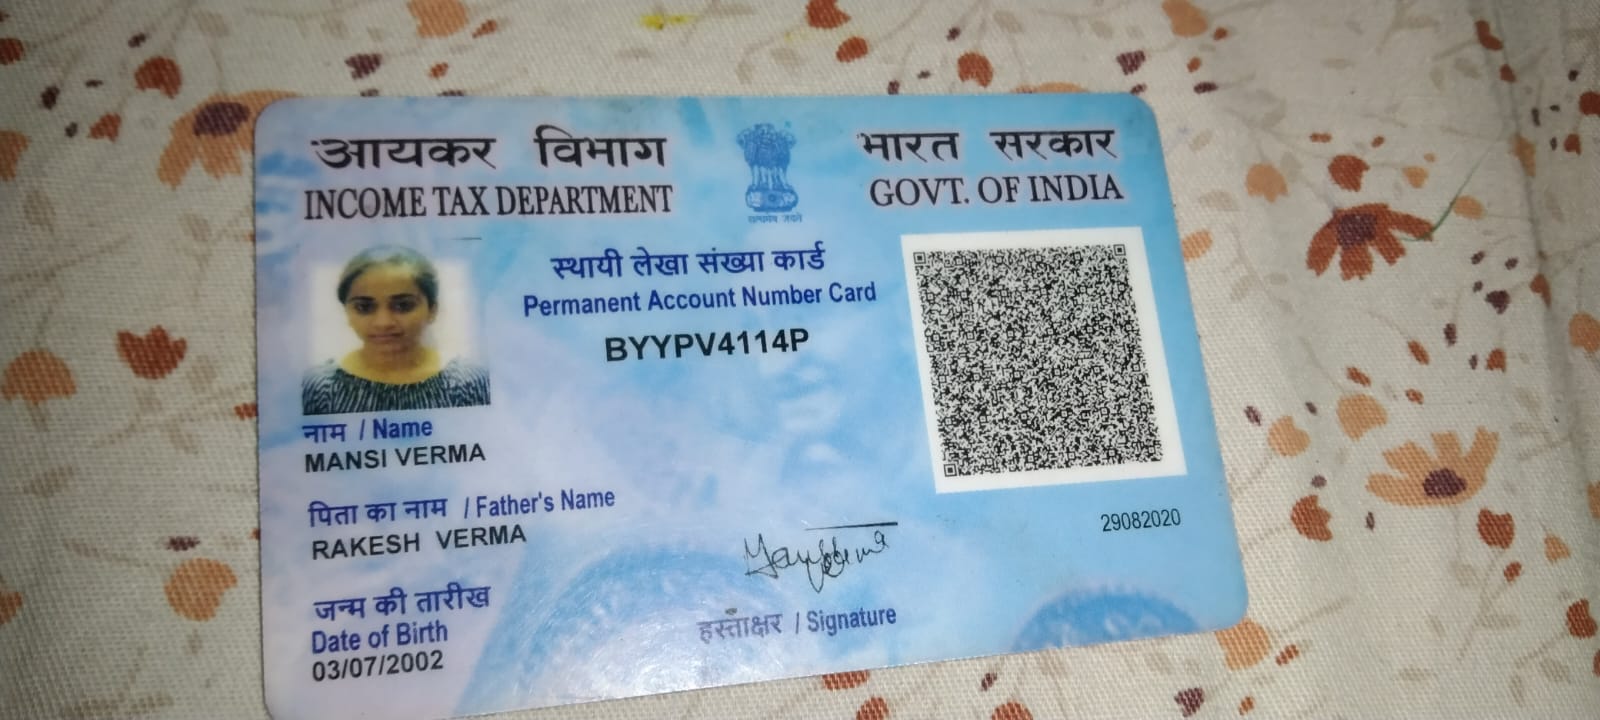 आयकर विभाग
INCOME TAX DEPARTMENT
भारत सरकार
GOVT. OF INDIA
सत्यमेव जयते
स्थायी लेखा संख्या कार्ड
Permanent Account Number Card
BYYPV4114P
नाम / Name
MANSI VERMA
पिता का नाम / Father's Name
RAKESH VERMA
जन्म की तारीख
Date of Birth
03/07/2002
हस्ताक्षर / Signature
29082020